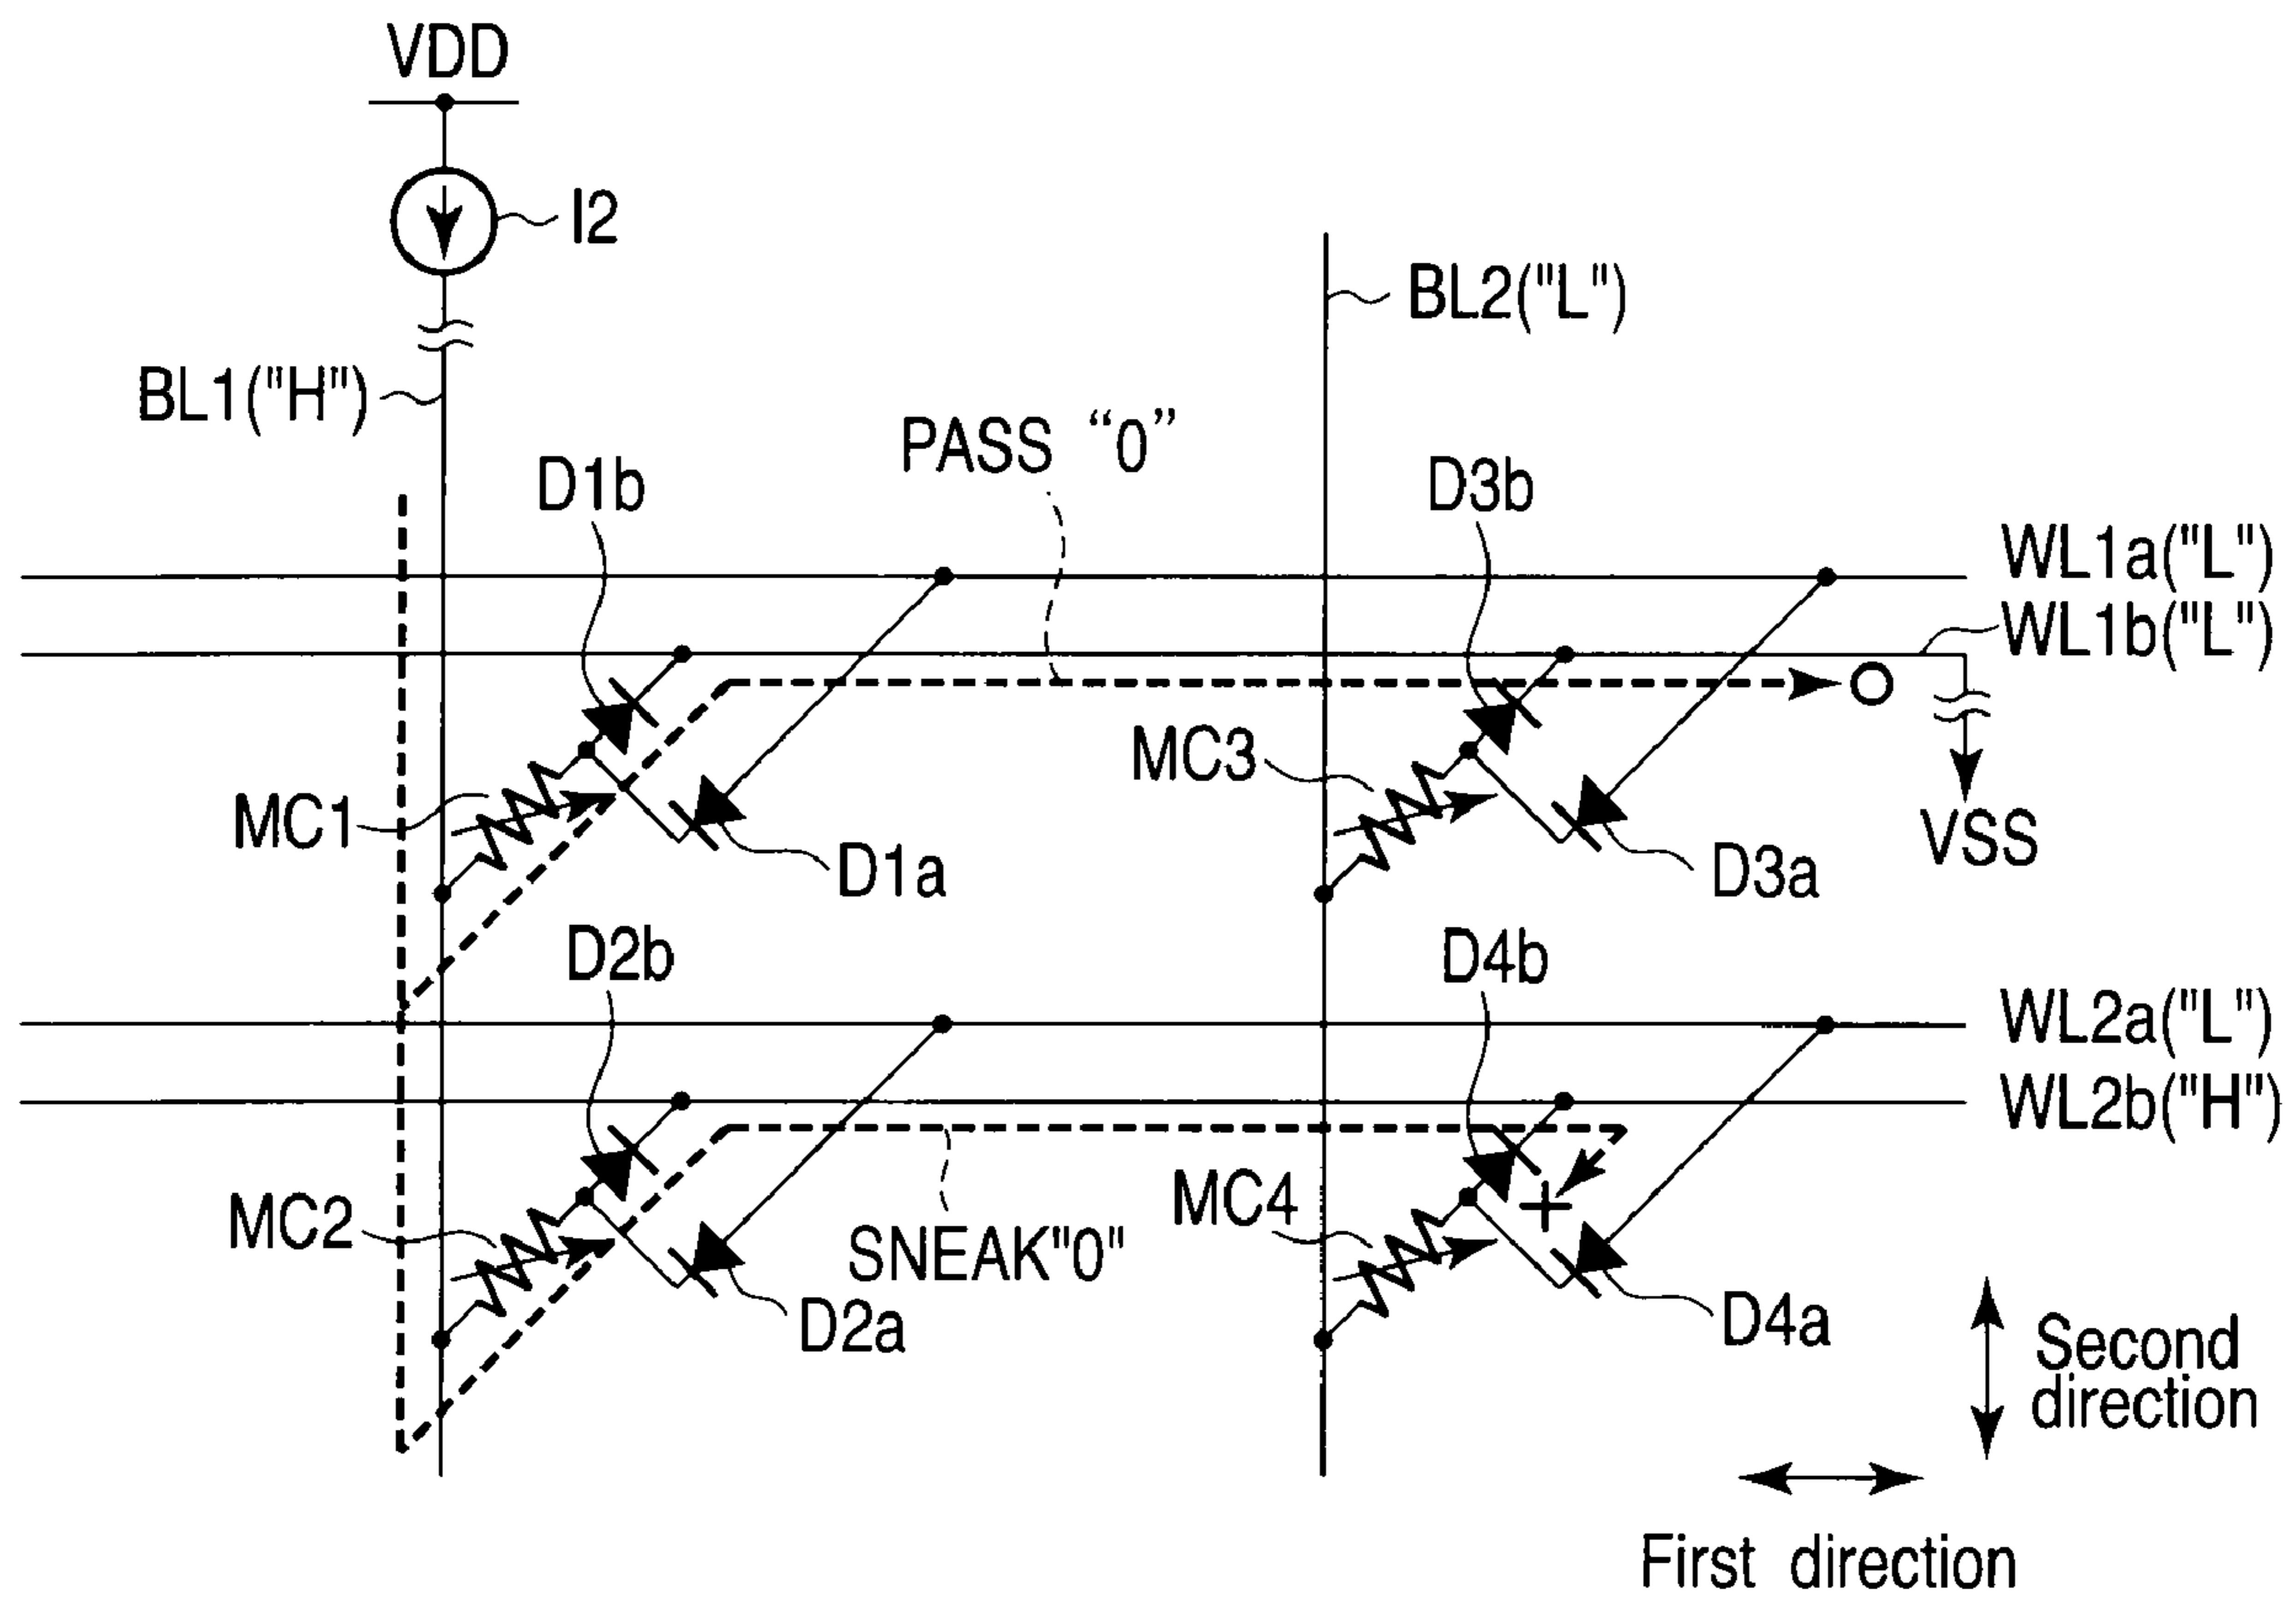 VDD
I2
BL2("L")
BL1("H")
PASS “0”
D1b
D3b
WL1a("L")
WL1b("L")
MC3
MC1
VSS
D1a
D3a
D2b
D4b
WL2a("L")
WL2b("H")
MC4
MC2
SNEAK"0"
D2a
D4a
Second
direction
First direction